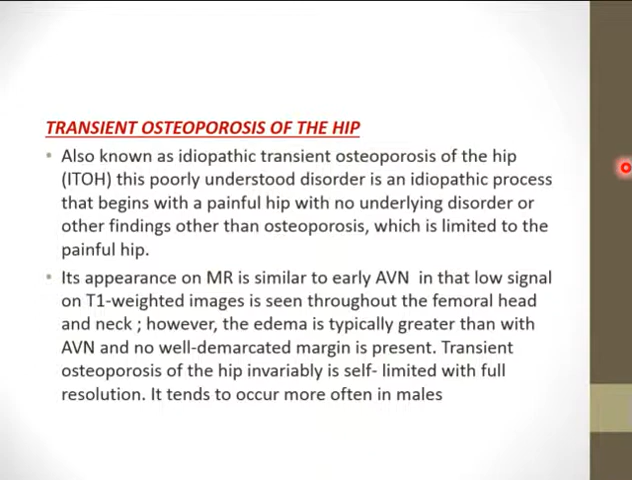 TRANSIENT OSTEOPOROSIS OF THE HIP
• Also known as idiopathic transient osteoporosis of the hip
(ITOH) this poorly understood disorder is an idiopathic process
that begins with a painful hip with no underlying disorder or
other findings other than osteoporosis, which is limited to the
painful hip.
• Its appearance on MR is similar to early AVN in that low signal
on T1-weighted images is seen throughout the femoral head
and neck ; however, the edema is typically greater than with
AVN and no well-demarcated margin is present. Transient
osteoporosis of the hip invariably is self- limited with full
resolution. It tends to occur more often in males